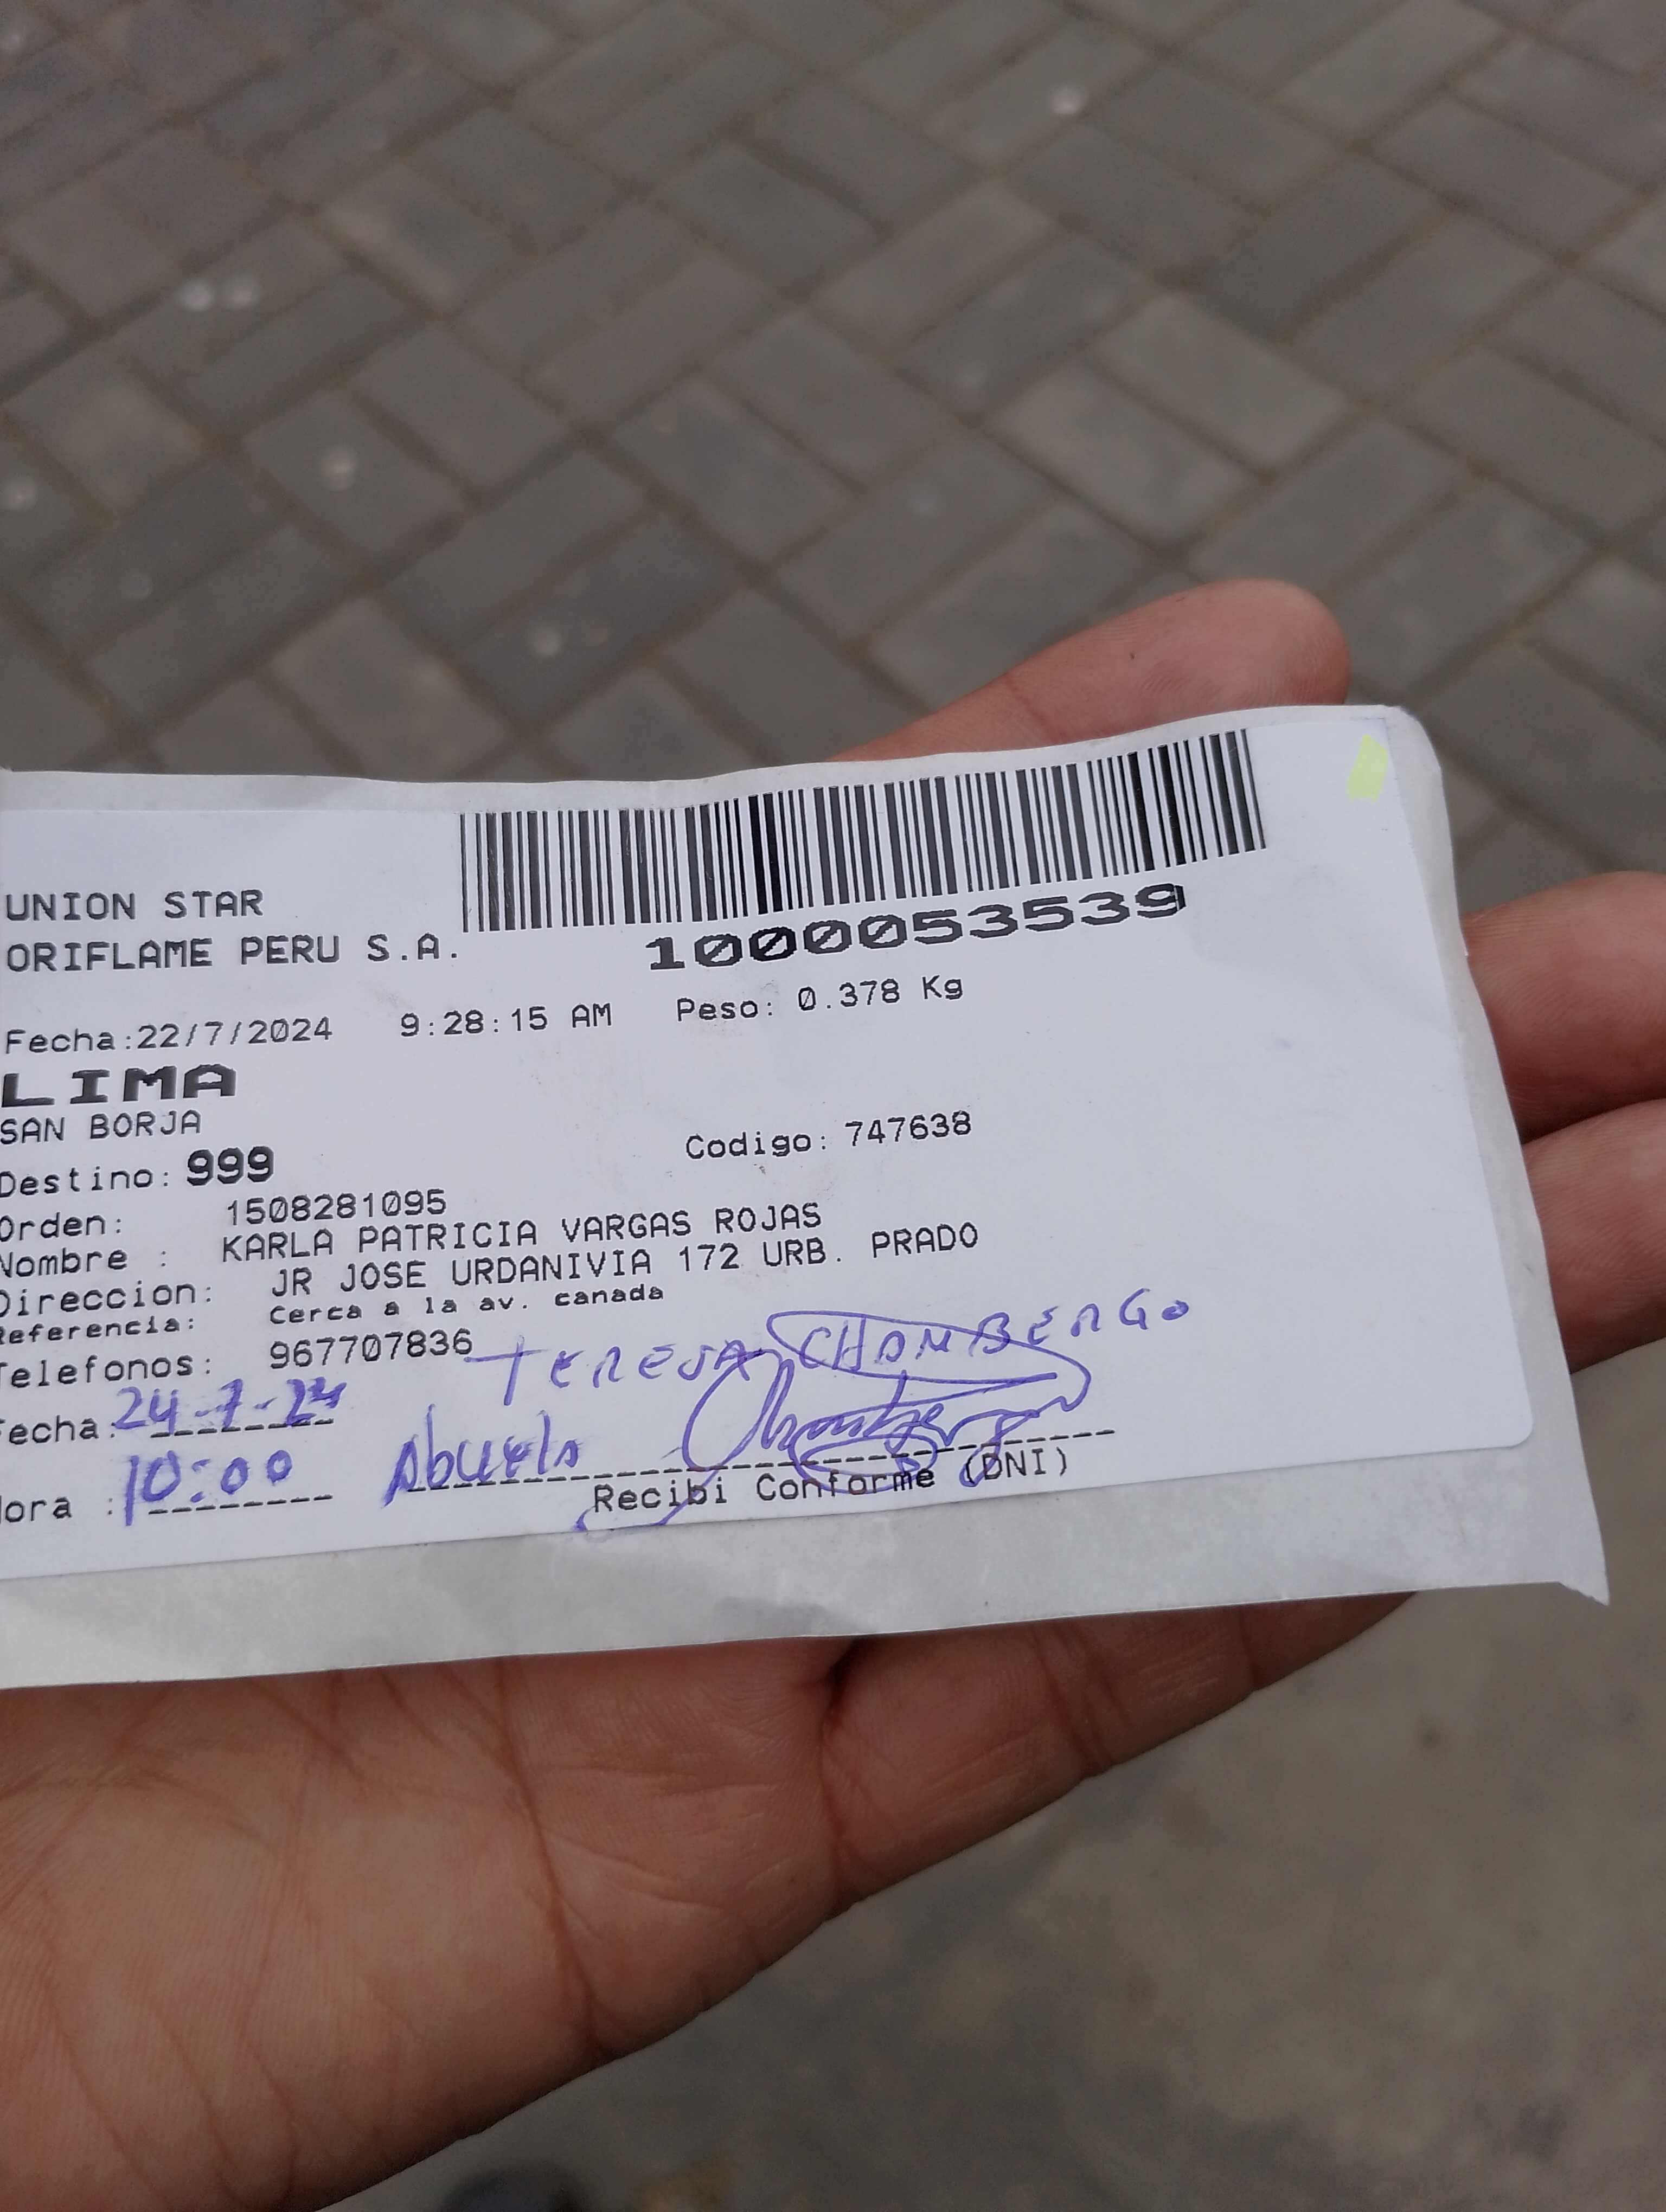 UNION STAR
ORIFLAME PERU S.A.
1000053539
Fecha:22/7/2024 9:28:15 AM Peso: 0.378 Kg
LIMA
SAN BORJA
Destino: 999 Codigo: 747638
Orden: 1508281095
Nombre : KARLA PATRICIA VARGAS ROJAS
Direccion: JR JOSE URDANIVIA 172 URB. PRADO
Referencia: Cerca a la av. canada
Telefonos: 967707836 TERESA CHAMBERGO
Fecha: 24-7-24
Hora : 10:00 Abuela
Recibi Conforme (DNI)